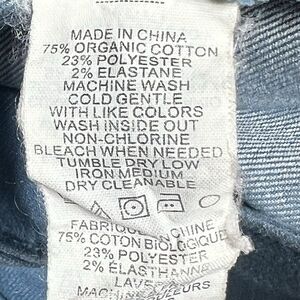 MADE IN CHINA
75% ORGANIC COTTON
23% POLYESTER
2% ELASTANE
MACHINE WASH
COLD GENTLE
WITH LIKE COLORS
WASH INSIDE OUT
NON-CHLORINE
BLEACH WHEN NEEDED
TUMBLE DRY LOW
IRON MEDIUM
DRY CLEANABLE
75% COTON BIOLOGIQUE
23% POLYESTER
2% ÉLASTHANNE